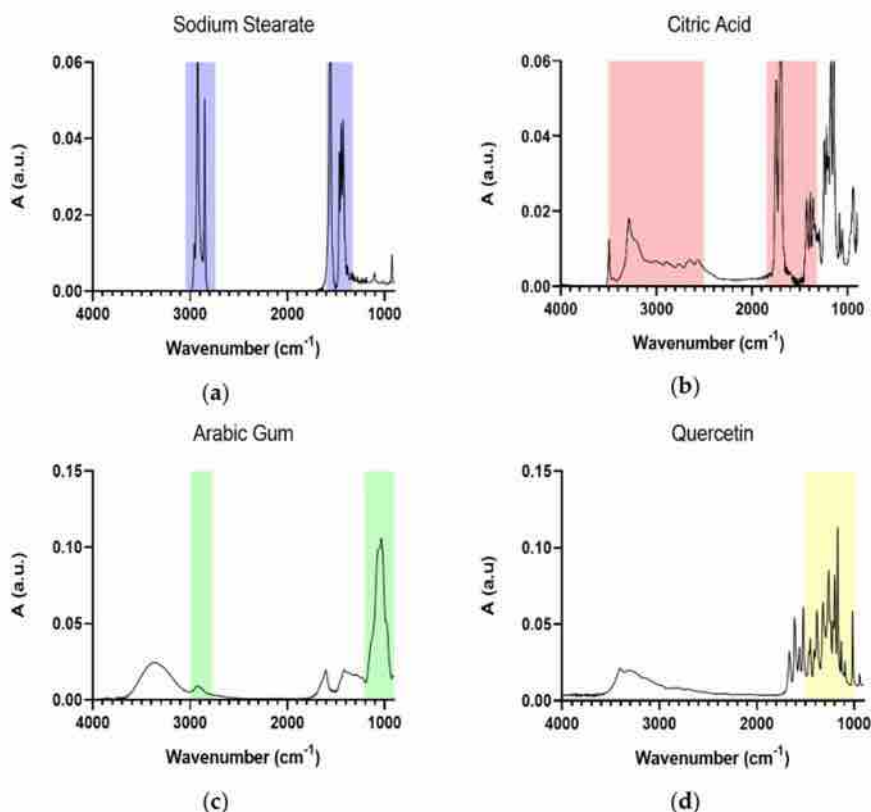 Sodium Stearate
0.06
0.04
0.02
0.00
A (a.u.)
4000 3000 2000 1000
Wavenumber (cm-1)
(a)
Citric Acid
0.06
0.04
0.02
0.00
A (a.u.)
4000 3000 2000 1000
Wavenumber (cm-1)
(b)
Arabic Gum
0.15
0.10
0.05
0.00
A (a.u.)
4000 3000 2000 1000
Wavenumber (cm-1)
(c)
Quercetin
0.15
0.10
0.05
0.00
A (a.u)
4000 3000 2000 1000
Wavenumber (cm-1)
(d)